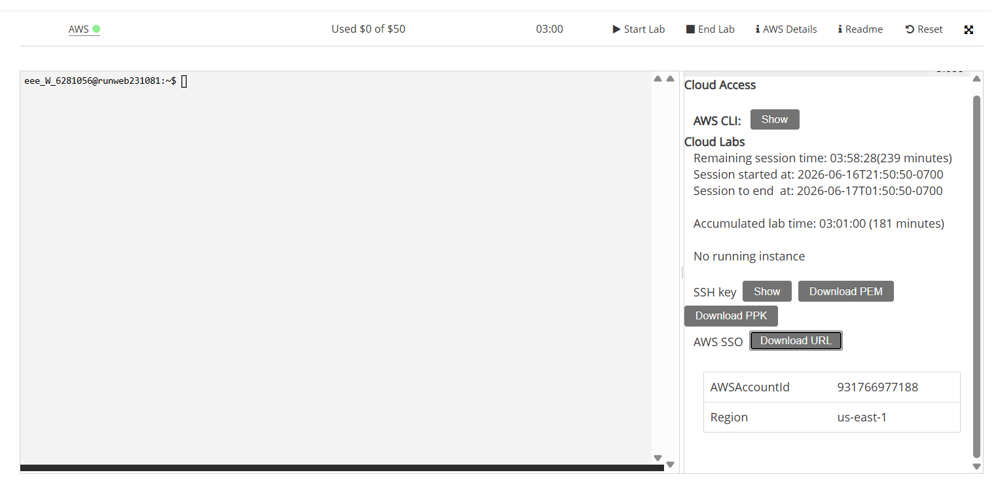 AWS Used $0 of $50 03:00 Start Lab End Lab AWS Details Readme Reset
eee_W_6281056@runweb231081:~$
Cloud Access
AWS CLI: Show
Cloud Labs
Remaining session time: 03:58:28(239 minutes)
Session started at: 2026-06-16T21:50:50-0700
Session to end at: 2026-06-17T01:50:50-0700
Accumulated lab time: 03:01:00 (181 minutes)
No running instance
SSH key Show Download PEM
Download PPK
AWS SSO Download URL
AWSAccountId 931766977188
Region us-east-1